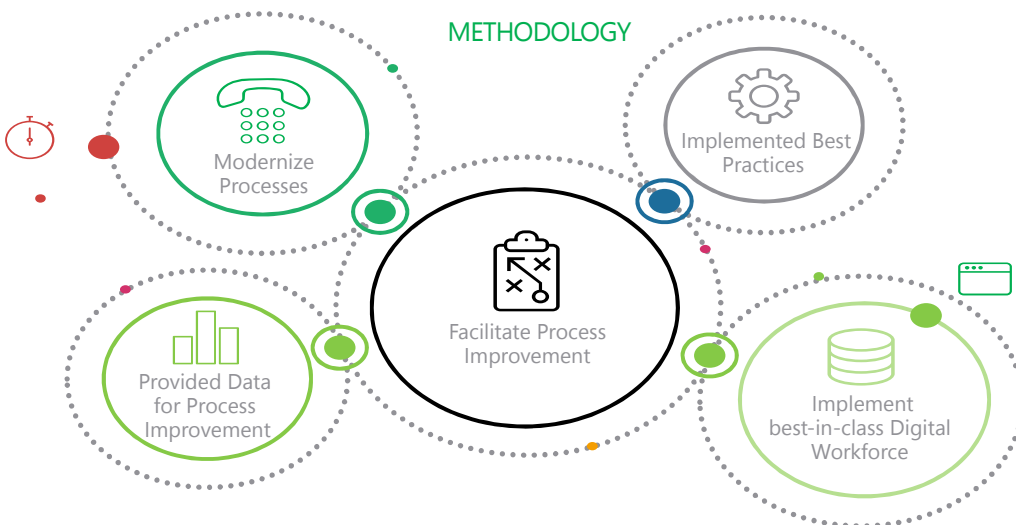 METHODOLOGY
Modernize
Processes
Implemented Best
Practices
Facilitate Process
Improvement
Provided Data
for Process
Improvement
Implement
best-in-class Digital
Workforce